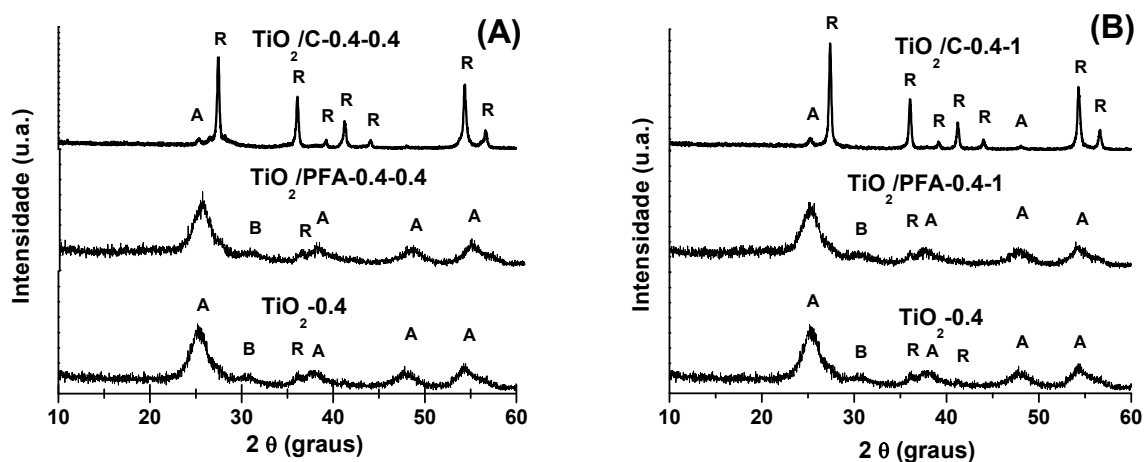 (A)
TiO2/C-0.4-0.4
R
A
R
R
R
R
R
R
TiO2/PFA-0.4-0.4
B
R
A
A
A
TiO2-0.4
A
B
R
A
A
A
Intensidade (u.a.)
10 20 30 40 50 60
2 θ (graus)
(B)
TiO2/C-0.4-1
R
A
R
R
R
R
A
R
R
TiO2/PFA-0.4-1
B
R
A
A
A
TiO2-0.4
A
B
R
A
R
A
A
Intensidade (u.a.)
10 20 30 40 50 60
2 θ (graus)